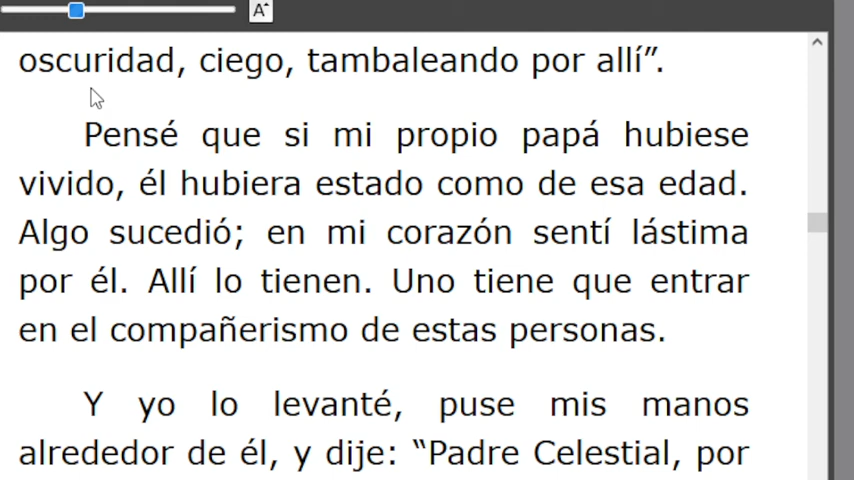 A
oscuridad, ciego, tambaleando por allí”.
Pensé que si mi propio papá hubiese
vivido, él hubiera estado como de esa edad.
Algo sucedió; en mi corazón sentí lástima
por él. Allí lo tienen. Uno tiene que entrar
en el compañerismo de estas personas.
Y yo lo levanté, puse mis manos
alrededor de él, y dije: “Padre Celestial, por